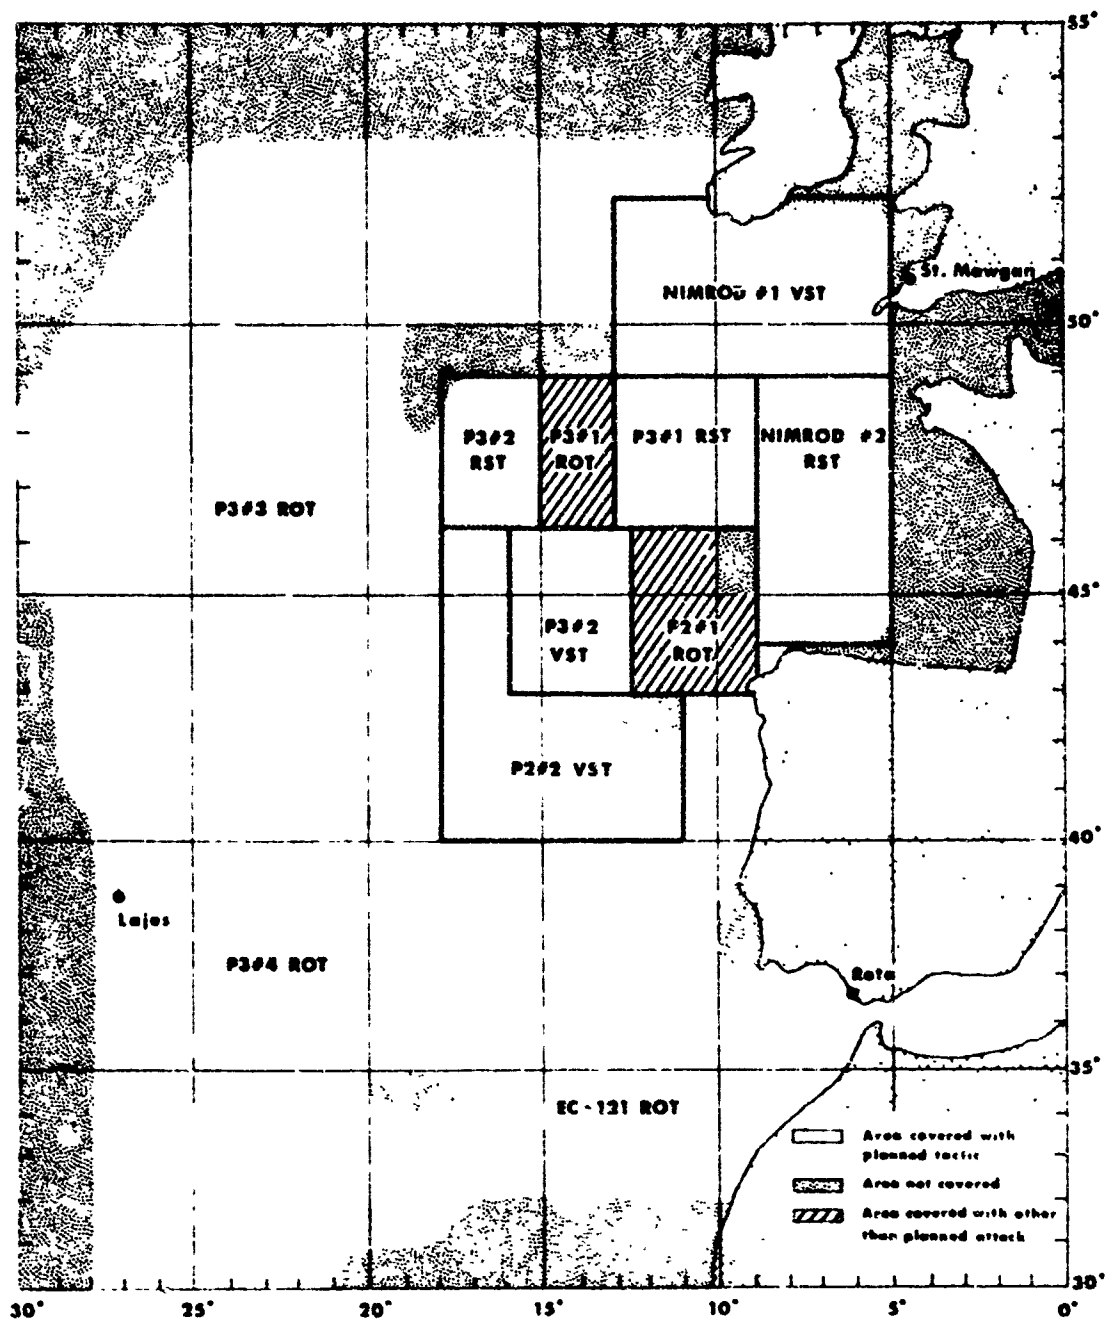 55°
St. Mawgan
NIMROD #1 VST
50°
P3#2
RST
P3#1
ROT
P3#1 RST
NIMROD #2
RST
P3#3 ROT
45°
P3#2
VST
P2#1
ROT
P2#2 VST
40°
Lajes
P3#4 ROT
Rota
35°
EC-121 ROT
Area covered with
planned tactic
Area not covered
Area covered with other
than planned attack
30°
30° 25° 20° 15° 10° 5° 0°